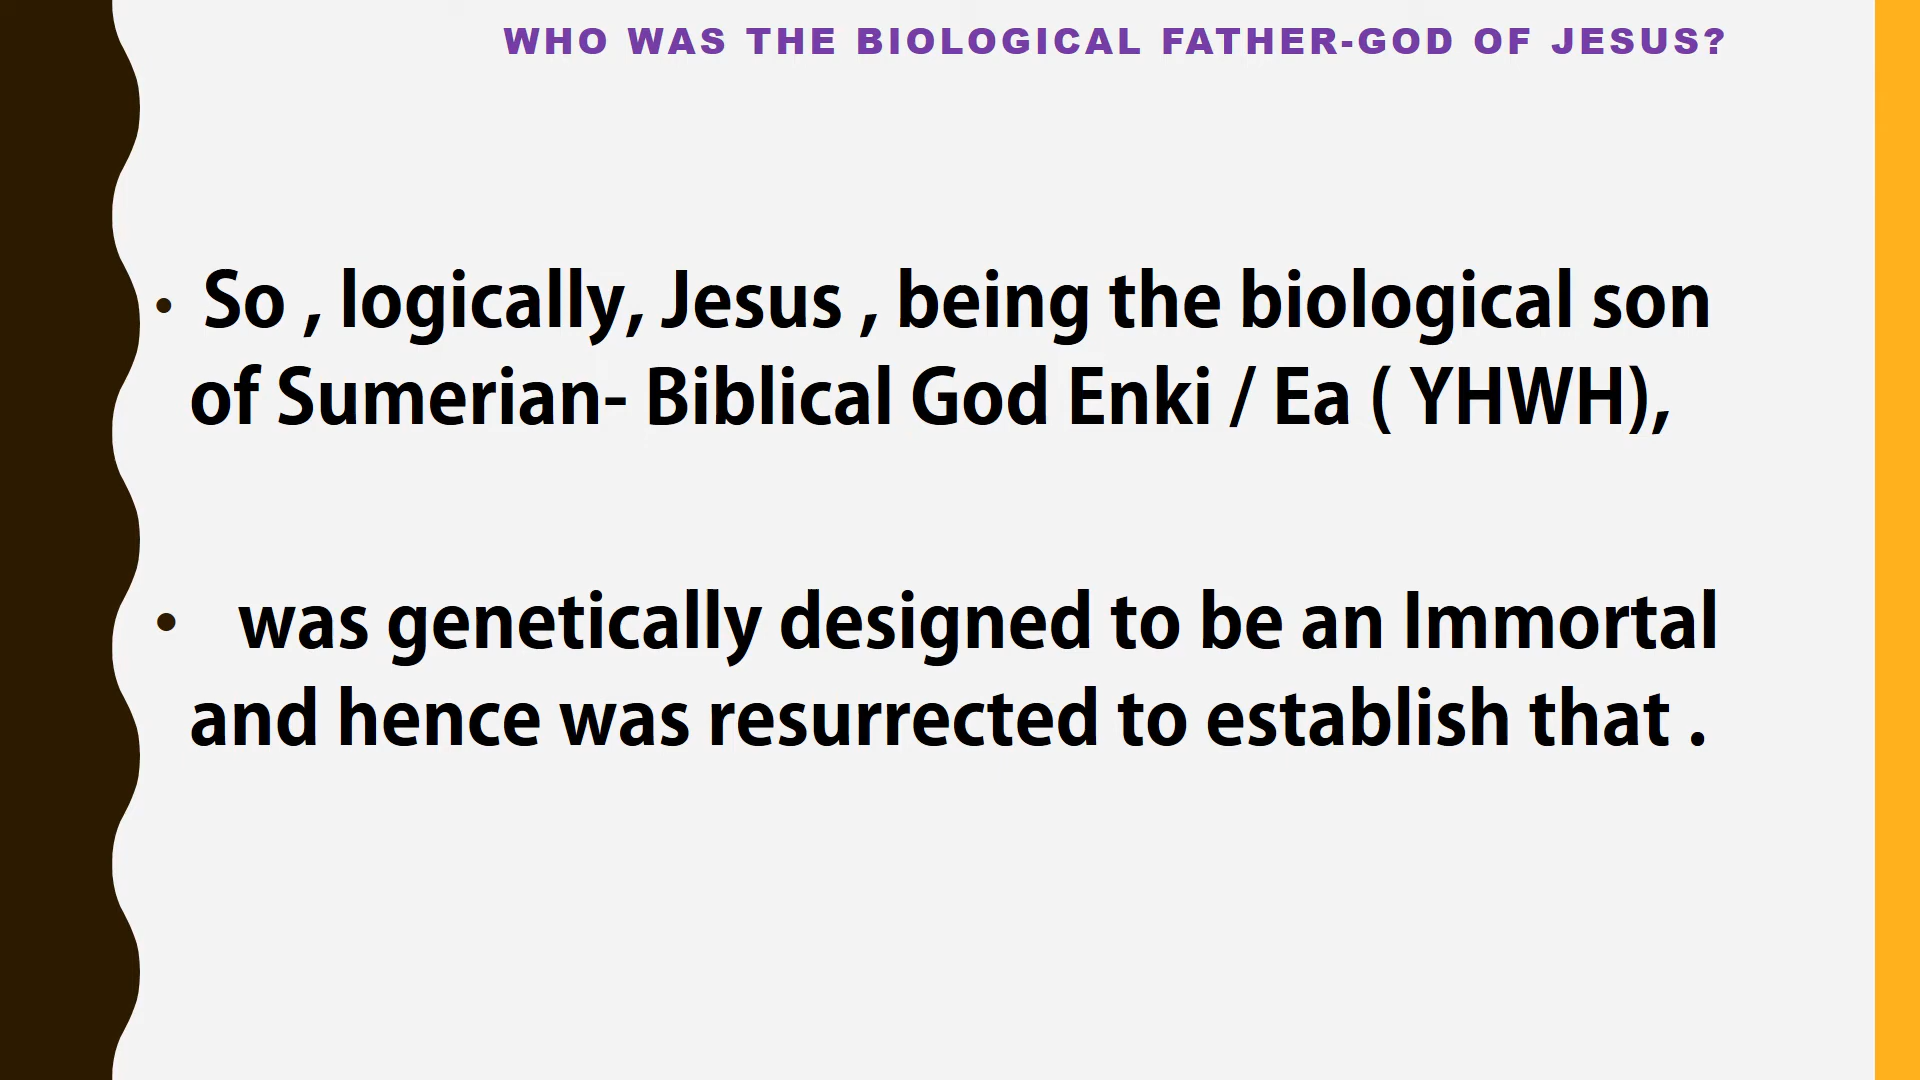 WHO WAS THE BIOLOGICAL FATHER-GOD OF JESUS?
• So , logically, Jesus , being the biological son
of Sumerian- Biblical God Enki / Ea ( YHWH),
• was genetically designed to be an Immortal
and hence was resurrected to establish that .